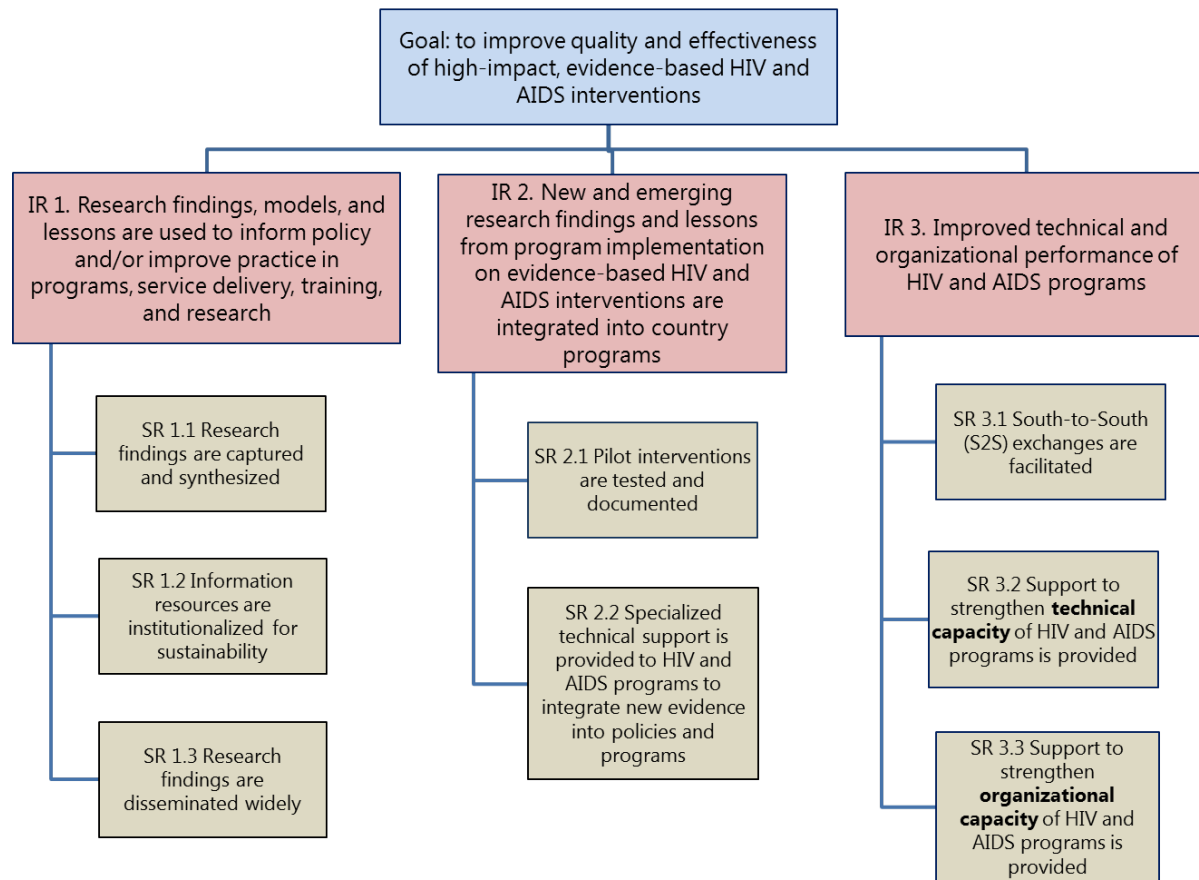 Goal: to improve quality and effectiveness
of high-impact, evidence-based HIV and
AIDS interventions
IR 1. Research findings, models, and
lessons are used to inform policy
and/or improve practice in
programs, service delivery, training,
and research
SR 1.1 Research
findings are captured
and synthesized
SR 1.2 Information
resources are
institutionalized for
sustainability
SR 1.3 Research
findings are
disseminated widely
IR 2. New and emerging
research findings and lessons
from program implementation
on evidence-based HIV and
AIDS interventions are
integrated into country
programs
SR 2.1 Pilot interventions
are tested and
documented
SR 2.2 Specialized
technical support is
provided to HIV and
AIDS programs to
integrate new evidence
into policies and
programs
IR 3. Improved technical and
organizational performance of
HIV and AIDS programs
SR 3.1 South-to-South
(S2S) exchanges are
facilitated
SR 3.2 Support to
strengthen technical
capacity of HIV and AIDS
programs is provided
SR 3.3 Support to
strengthen
organizational
capacity of HIV and
AIDS programs is
provided